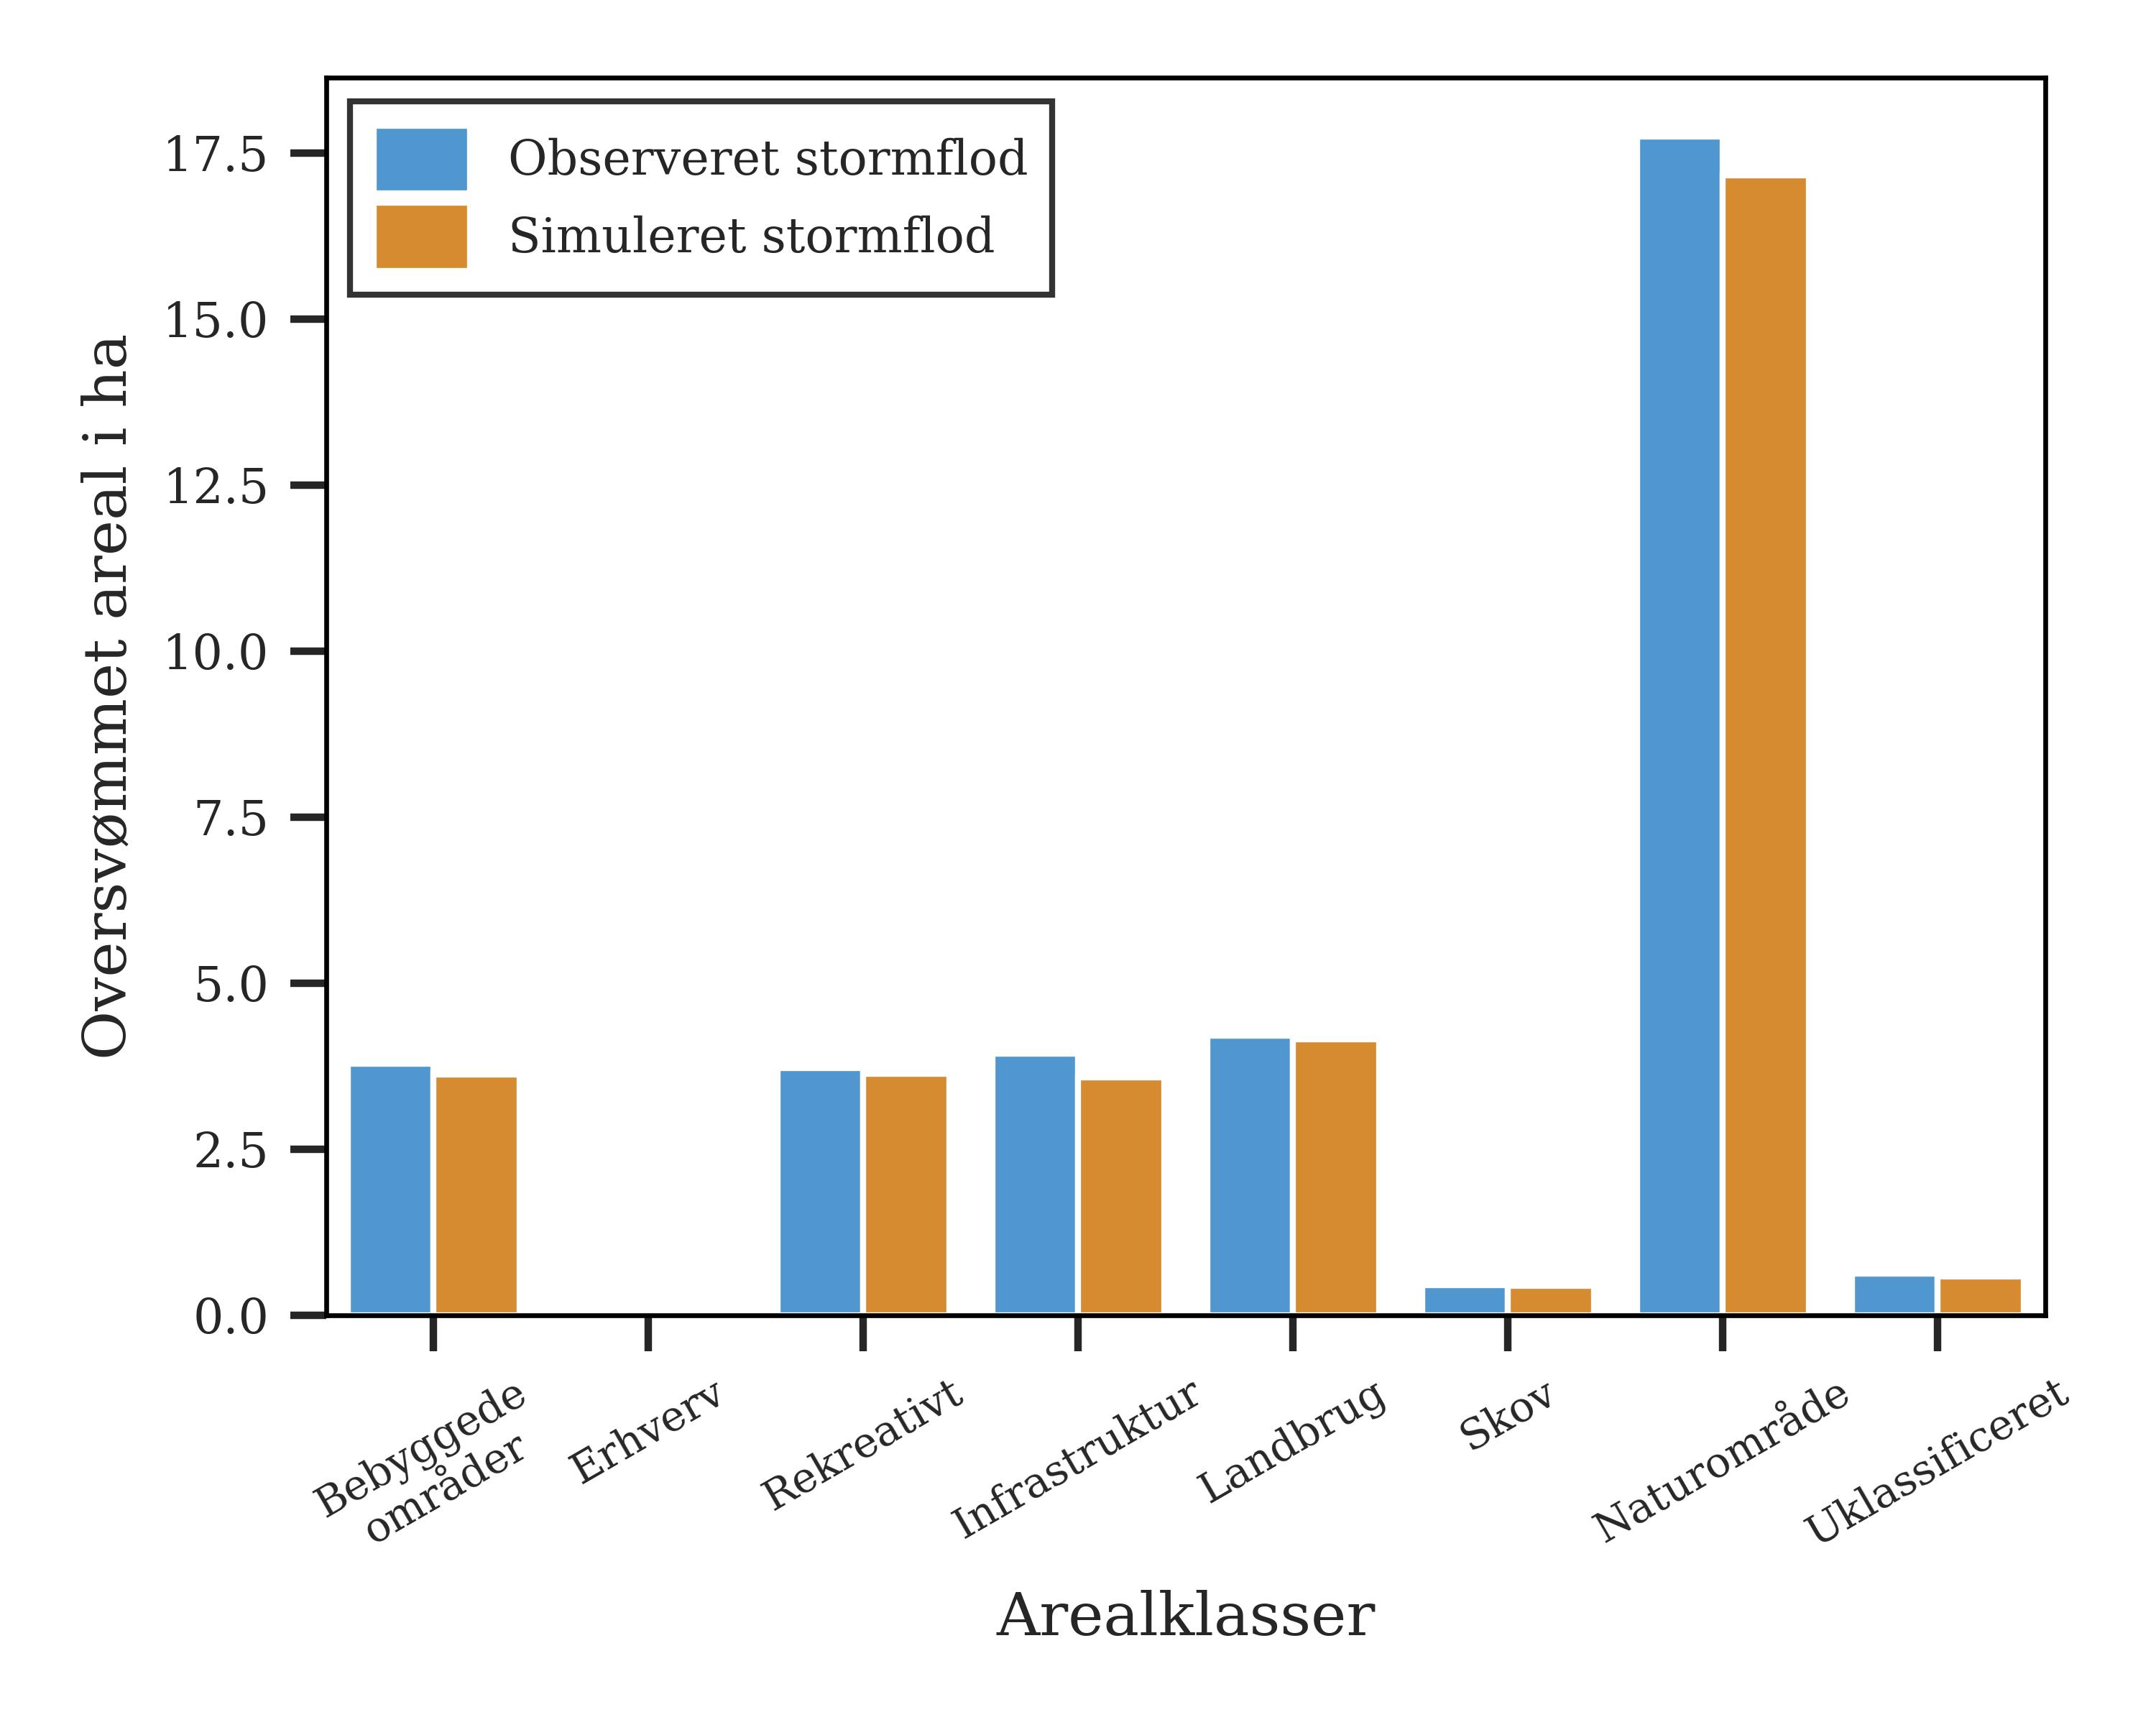 Observeret stormflod
Simuleret stormflod
Oversvømmet areal i ha
17.5
15.0
12.5
10.0
7.5
5.0
2.5
0.0
Bebyggede
områder
Erhverv
Rekreativt
Infrastruktur
Landbrug
Skov
Naturområde
Uklassificeret
Arealklasser